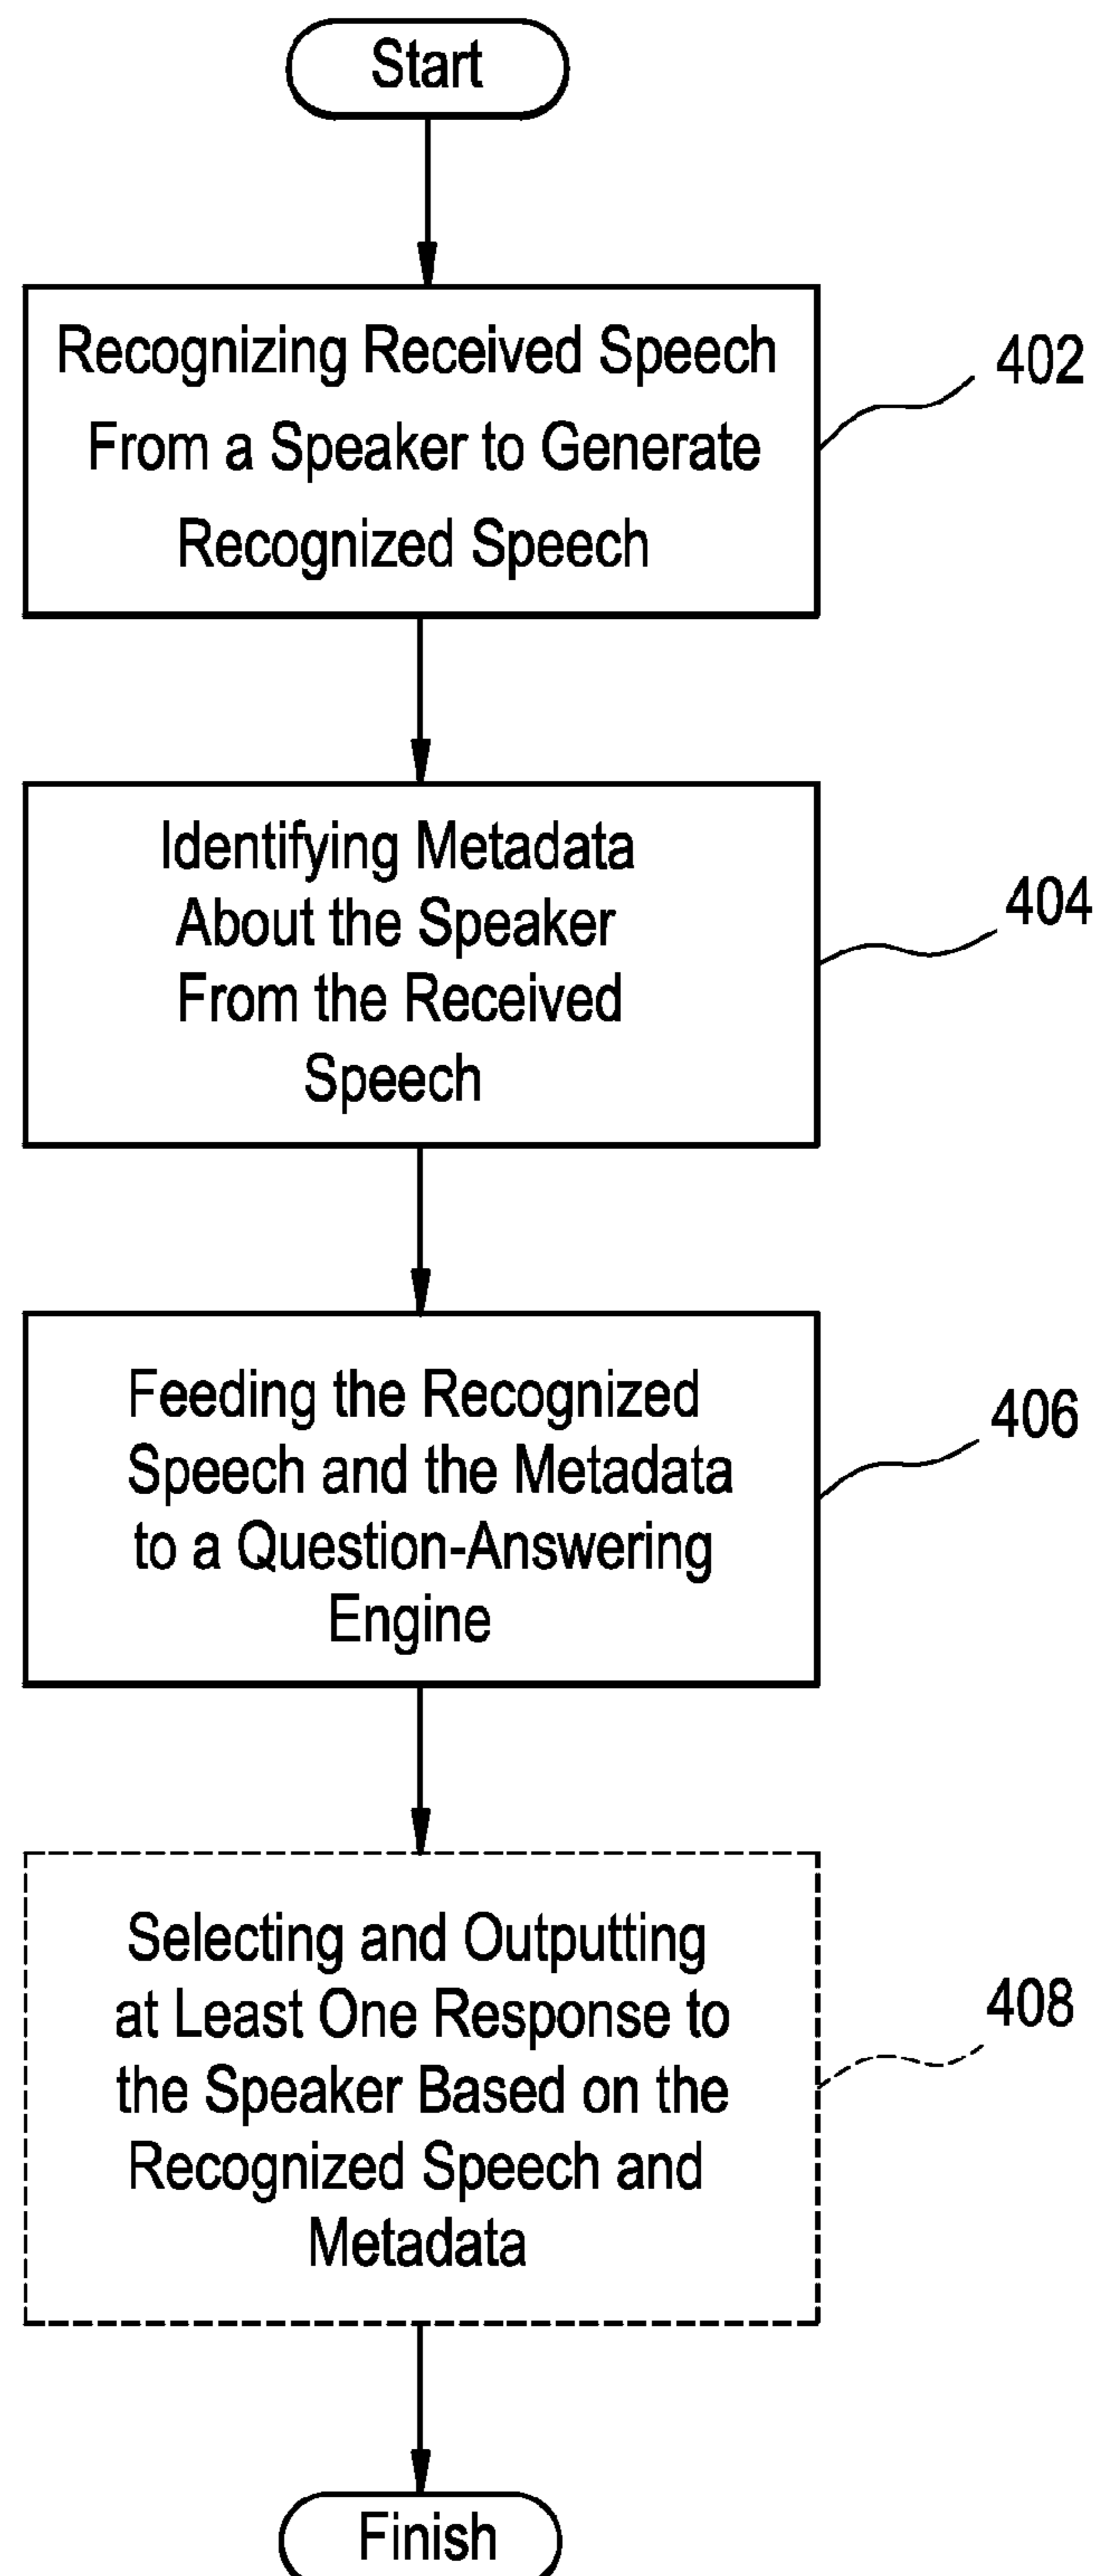 Start
Recognizing Received Speech
From a Speaker to Generate
Recognized Speech
402
Identifying Metadata
About the Speaker
From the Received
Speech
404
Feeding the Recognized
Speech and the Metadata
to a Question-Answering
Engine
406
Selecting and Outputting
at Least One Response to
the Speaker Based on the
Recognized Speech and
Metadata
408
Finish